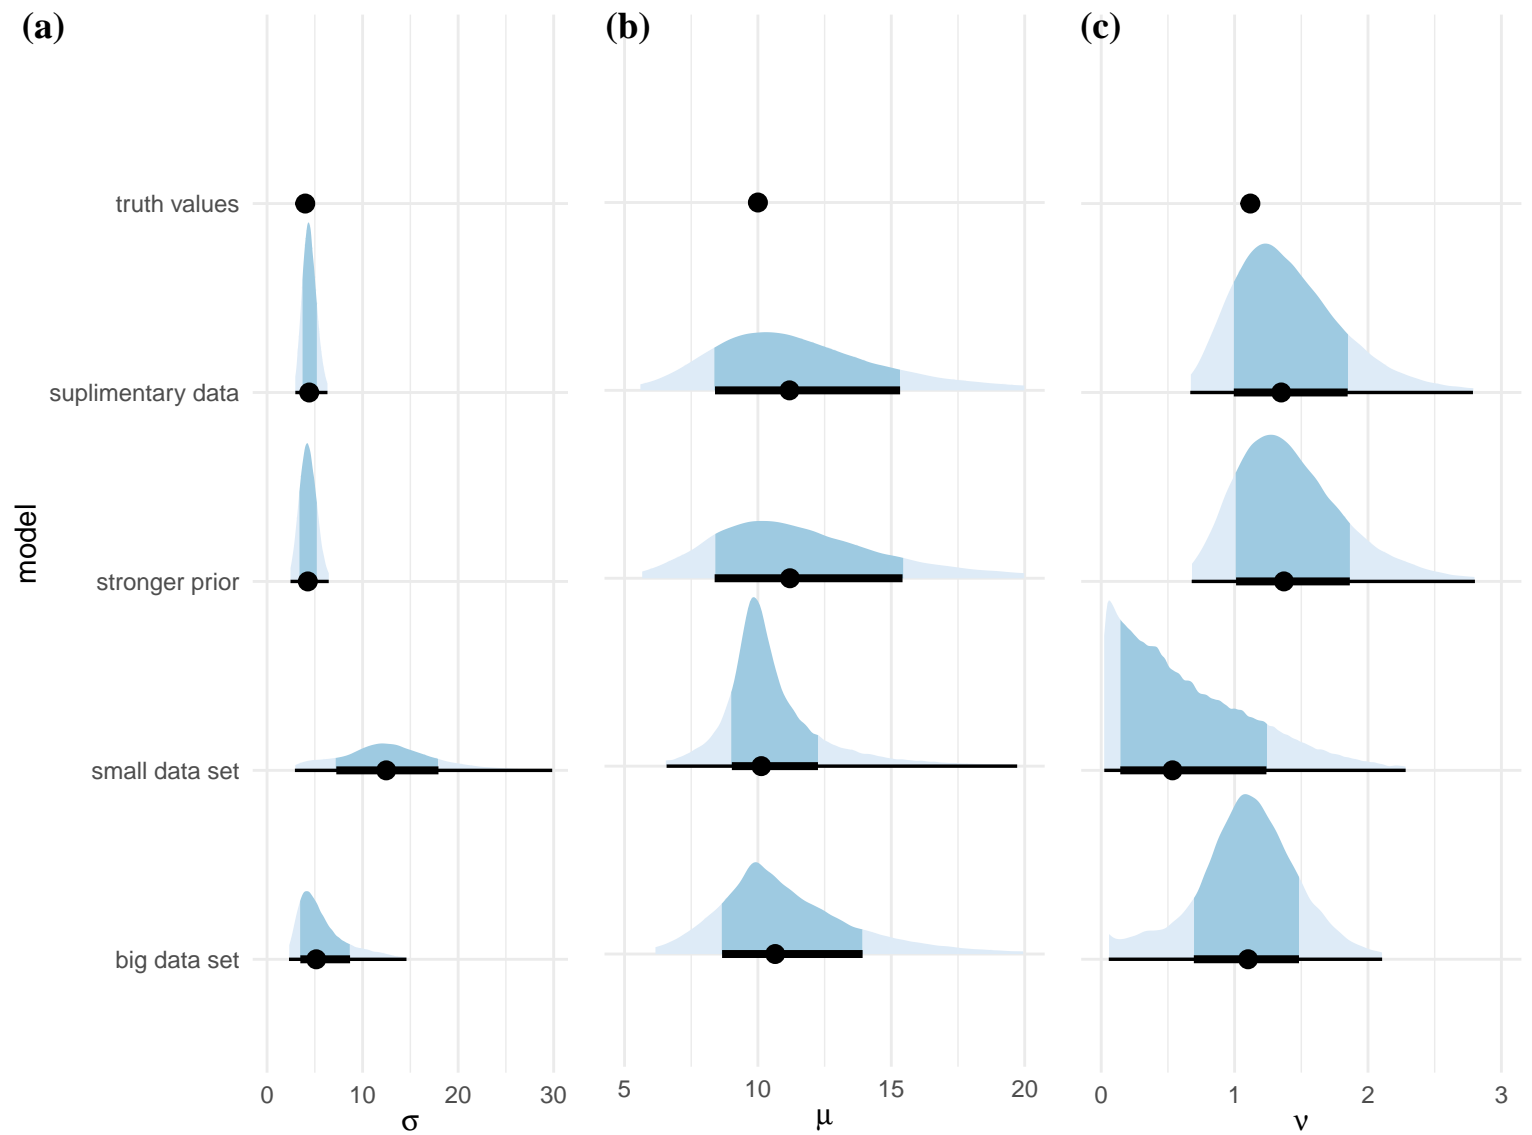 (a)
(b)
(c)
model
truth values
suplimentary data
stronger prior
small data set
big data set
0 10 20 30
σ
5 10 15 20
μ
0 1 2 3
ν